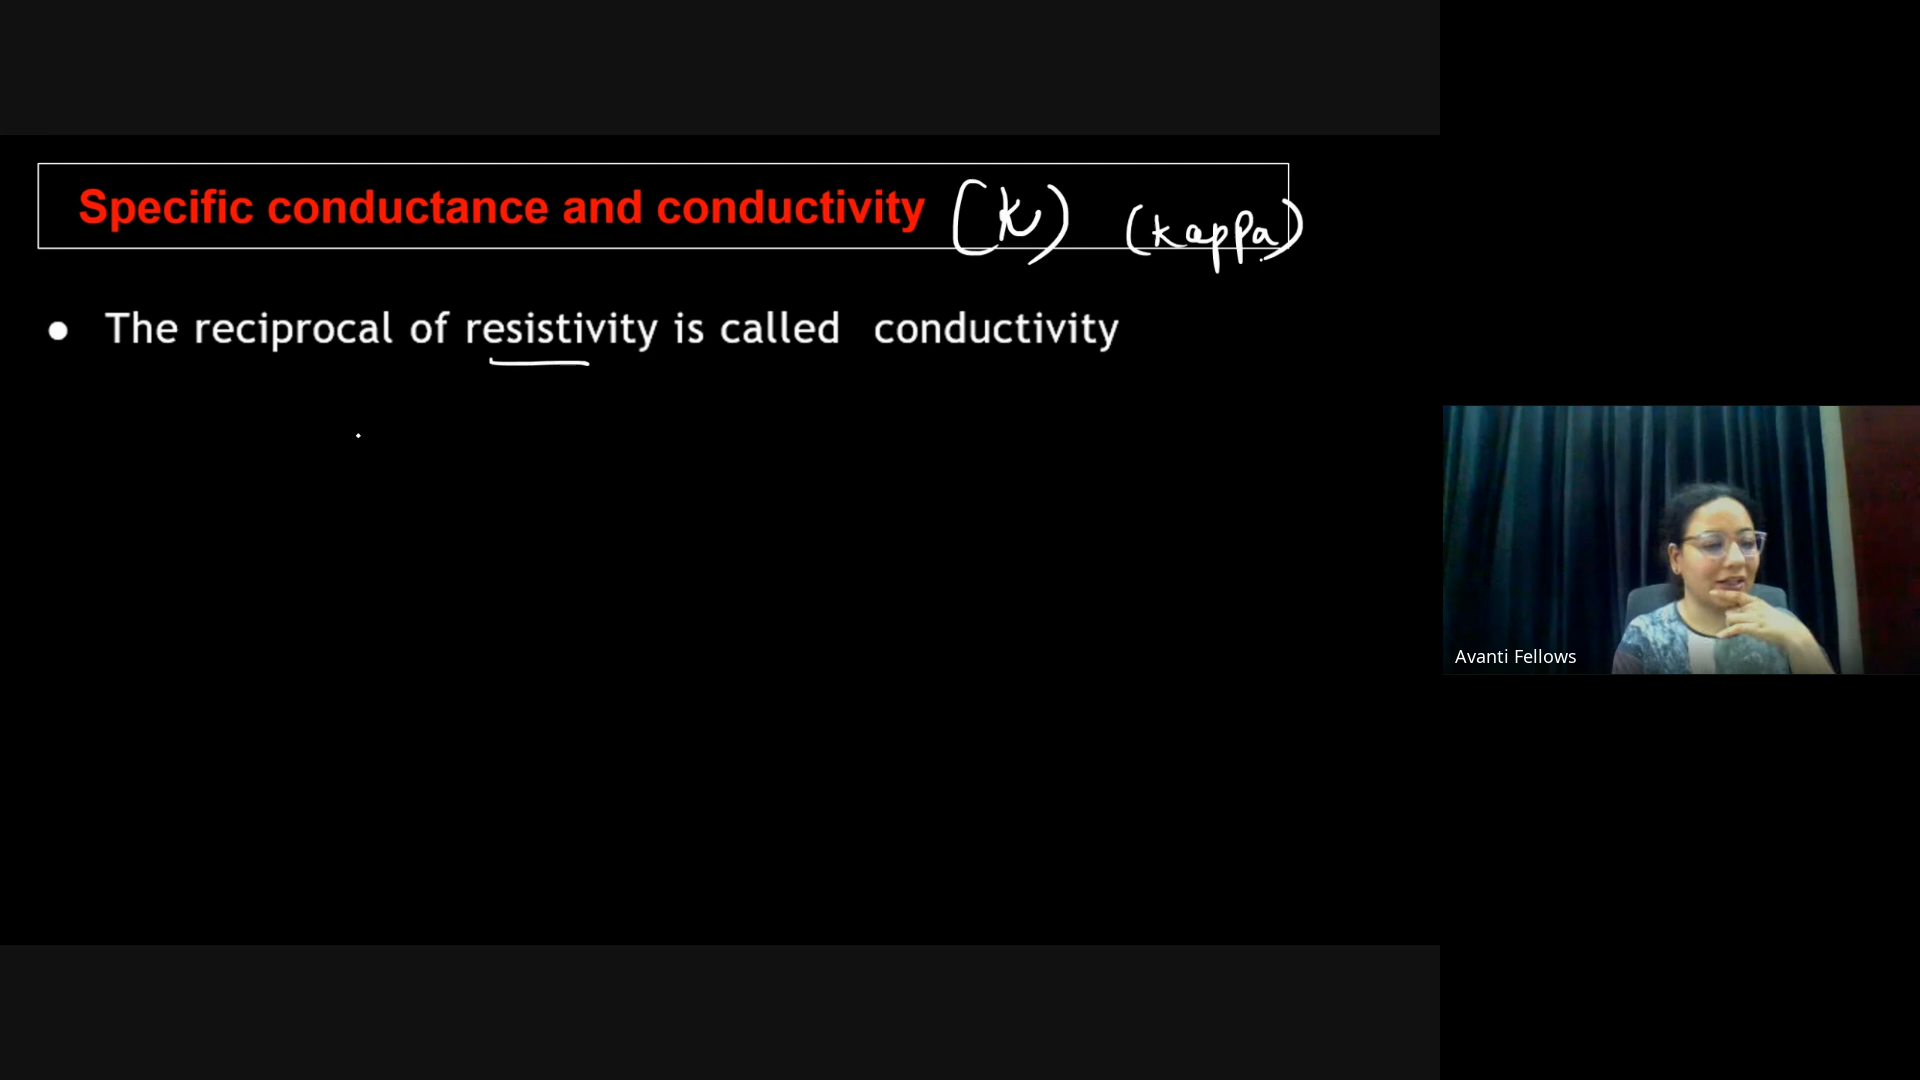 Specific conductance and conductivity (K) (kappa)
● The reciprocal of resistivity is called conductivity
Avanti Fellows